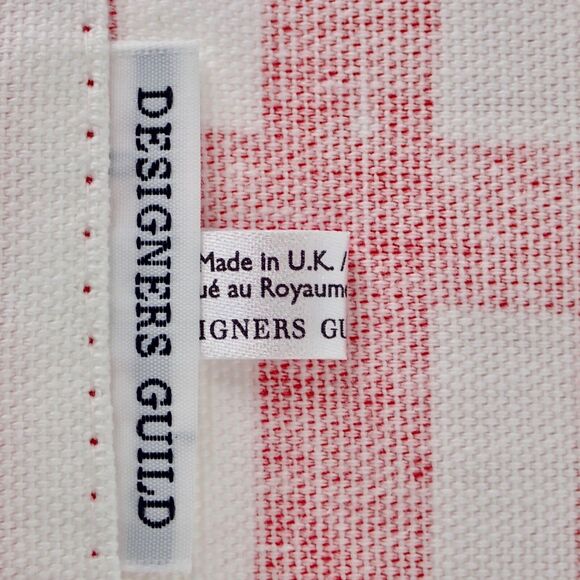 DESIGNERS GUILD
Made in U.K. /
ué au Royaume
IGNERS GU